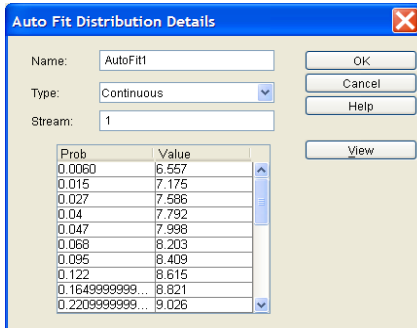 Auto Fit Distribution Details
Name: AutoFit1
OK
Type: Continuous
Cancel
Stream: 1
Help
View
Prob Value
0.0060 6.557
0.015 7.175
0.027 7.586
0.04 7.792
0.047 7.998
0.068 8.203
0.095 8.409
0.122 8.615
0.1649999999... 8.821
0.2209999999... 9.026